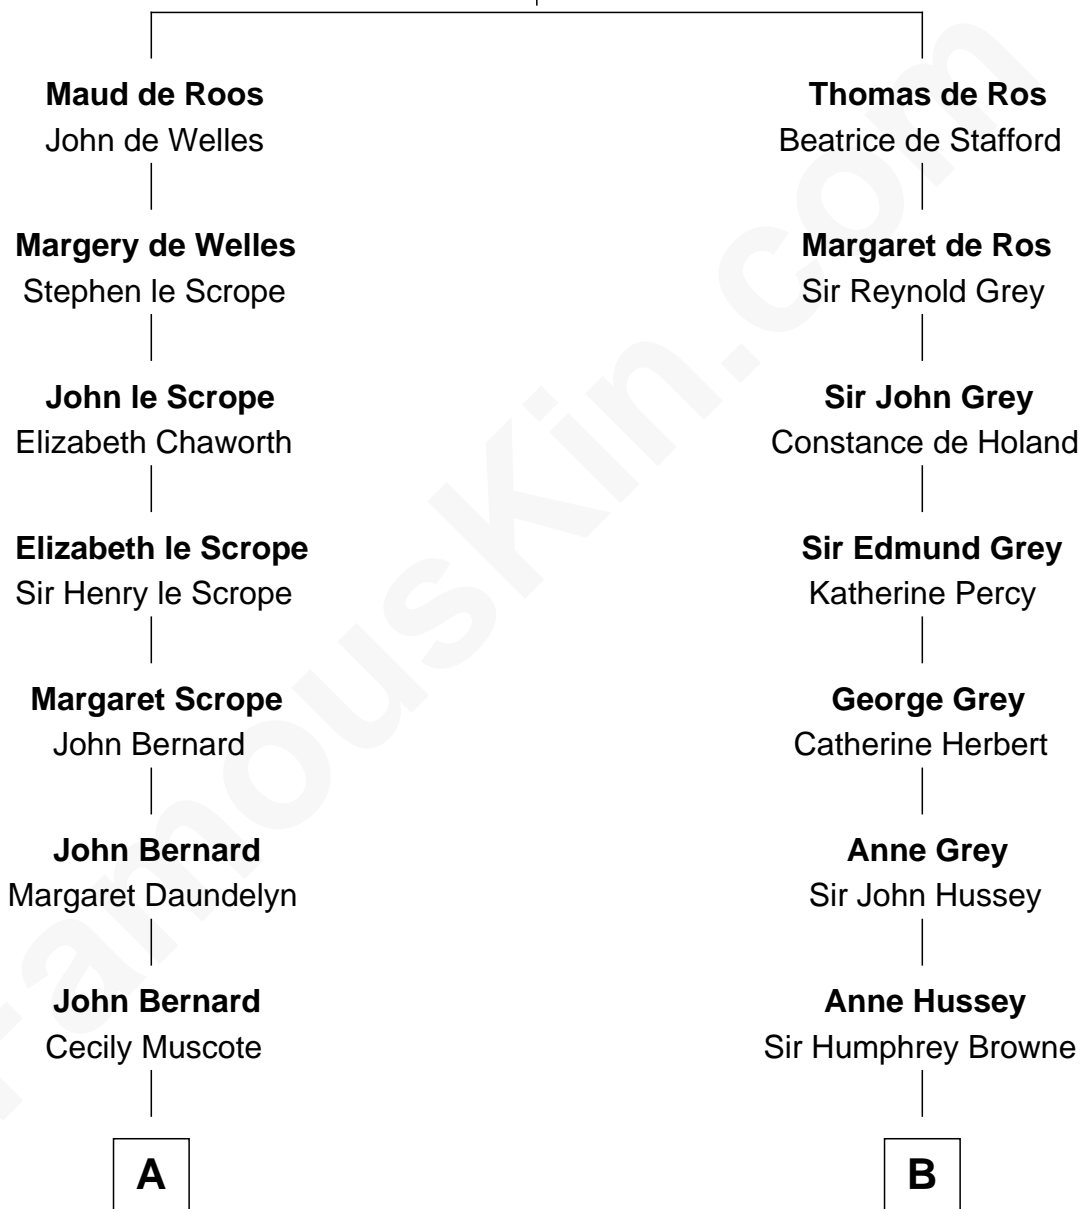 Maud de Roos
John de Welles
Margery de Welles
Stephen le Scrope
John le Scrope
Elizabeth Chaworth
Elizabeth le Scrope
Sir Henry le Scrope
Margaret Scrope
John Bernard
John Bernard
Margaret Daundelyn
John Bernard
Cecily Muscote
A
Thomas de Ros
Beatrice de Stafford
Margaret de Ros
Sir Reynold Grey
Sir John Grey
Constance de Holand
Sir Edmund Grey
Katherine Percy
George Grey
Catherine Herbert
Anne Grey
Sir John Hussey
Anne Hussey
Sir Humphrey Browne
B
FamousKin.com